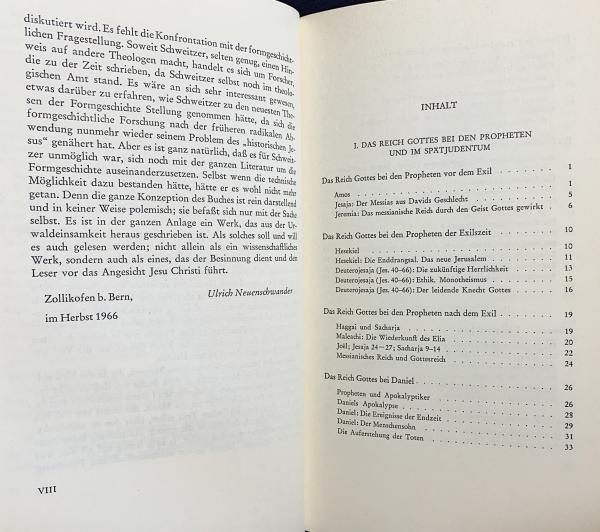 diskutiert wird. Es fehlt die Konfrontation mit der formgeschicht-
lichen Fragestellung. Soweit Schweitzer, selten genug, einen Hin-
weis auf andere Theologen macht, handelt es sich um Forscher,
die zu der Zeit schrieben, da Schweitzer selbst noch im theolo-
gischen Amt stand. Es wäre an sich sehr interessant gewesen,
etwas darüber zu erfahren, wie Schweitzer zu den neuesten The-
sen der Formgeschichte Stellung genommen hätte, da sich die
formgeschichtliche Forschung nach der früheren radikalen Ab-
wendung nunmehr wieder seinem Problem des „historischen Je-
sus“ genähert hat. Aber es ist ganz natürlich, daß es für Schweit-
zer unmöglich war, sich noch mit der ganzen Literatur um die
Formgeschichte auseinanderzusetzen. Selbst wenn die technische
Möglichkeit dazu bestanden hätte, hätte er es wohl nicht mehr
getan. Denn die ganze Konzeption des Buches ist rein darstellend
und in keiner Weise polemisch; sie befaßt sich nur mit der Sache
selbst. Es ist in der ganzen Anlage ein Werk, das aus der Ur-
waldeinsamkeit heraus geschrieben ist. Als solches soll und will
es auch gelesen werden; nicht allein als ein wissenschaftliches
Werk, sondern auch als eines, das der Besinnung dient und den
Leser vor das Angesicht Jesu Christi führt.
Zollikofen b. Bern, Ulrich Neuenschwander
im Herbst 1966
VIII
INHALT
I. DAS REICH GOTTES BEI DEN PROPHETEN
UND IM SPÄTJUDENTUM
Das Reich Gottes bei den Propheten vor dem Exil . . . . . 1
Amos . . . . . 1
Jesaja: Der Messias aus Davids Geschlecht . . . . . 5
Jeremia: Das messianische Reich durch den Geist Gottes gewirkt . 6
Das Reich Gottes bei den Propheten der Exilszeit . . . . . 10
Hesekiel . . . . . 10
Hesekiel: Die Enddrangsal. Das neue Jerusalem . . . . . 11
Deuterojesaja (Jes. 40–66): Die zukünftige Herrlichkeit . . . . . 13
Deuterojesaja (Jes. 40–66): Ethik. Monotheismus . . . . . 15
Deuterojesaja (Jes. 40–66): Der leidende Knecht Gottes . . . . . 16
Das Reich Gottes bei den Propheten nach dem Exil . . . . . 19
Haggai und Sacharja . . . . . 19
Maleachi: Die Wiederkunft des Elia . . . . . 20
Joël; Jesaja 24–27; Sacharja 9–14 . . . . . 22
Messianisches Reich und Gottesreich . . . . . 24
Das Reich Gottes bei Daniel . . . . . 26
Propheten und Apokalyptiker . . . . . 26
Daniels Apokalypse . . . . . 28
Daniel: Die Ereignisse der Endzeit . . . . . 29
Daniel: Der Menschensohn . . . . . 31
Die Auferstehung der Toten . . . . . 33